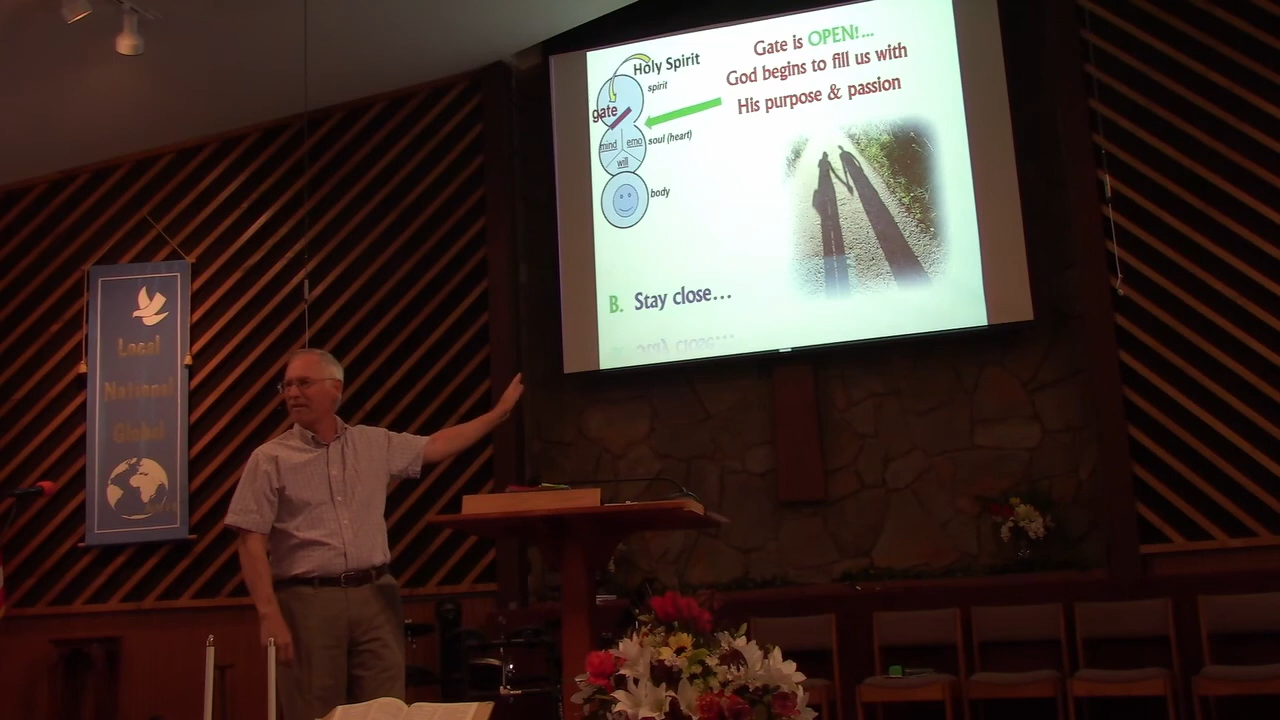 Local
National
Global
Holy Spirit
spirit
gate
mind
emo
will
soul (heart)
body
Gate is OPEN!...
God begins to fill us with
His purpose & passion
B. Stay close...